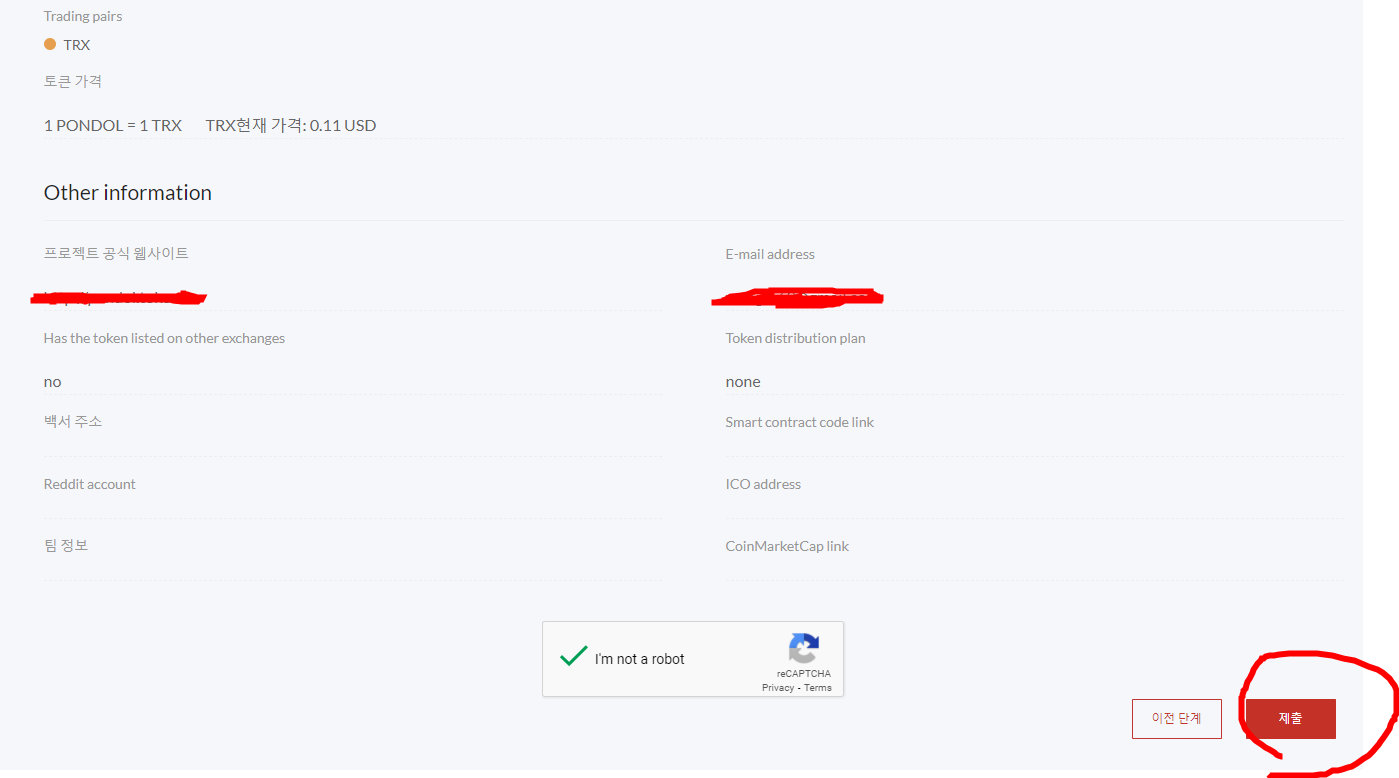 Trading pairs
TRX
토큰 가격
1 PONDOL = 1 TRX TRX현재 가격: 0.11 USD
Other information
프로젝트 공식 웹사이트
E-mail address
Has the token listed on other exchanges
Token distribution plan
no
none
백서 주소
Smart contract code link
Reddit account
ICO address
팀 정보
CoinMarketCap link
I'm not a robot
reCAPTCHA
Privacy - Terms
이전 단계
제출